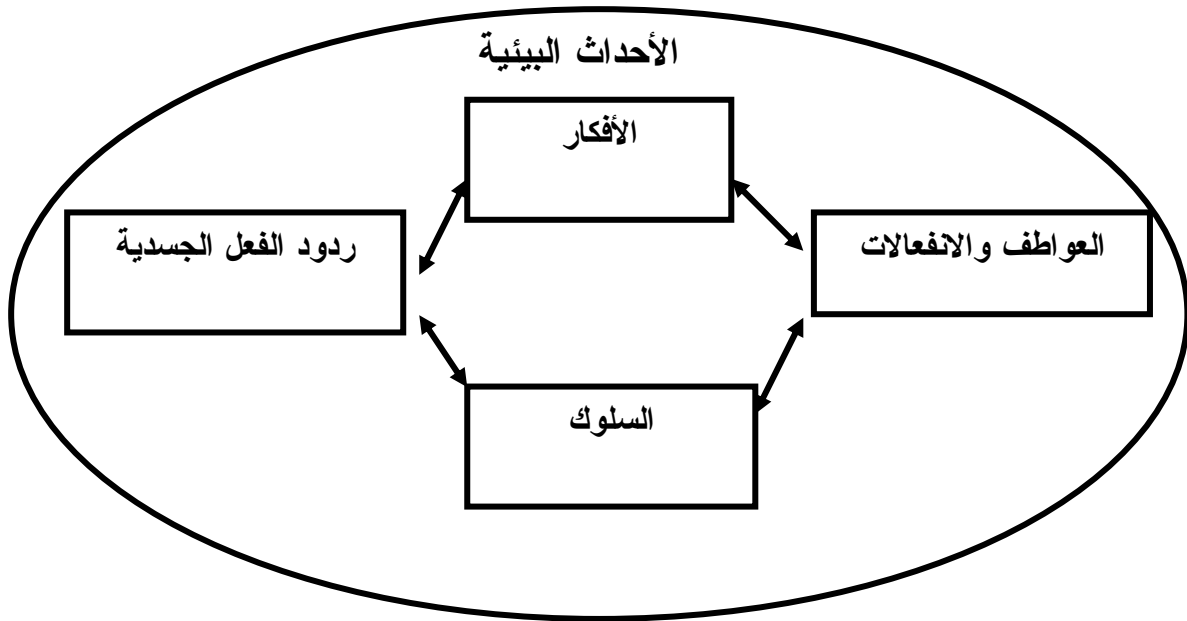 الأحداث البيئية
الأفكار
العواطف والانفعالات
ردود الفعل الجسدية
السلوك